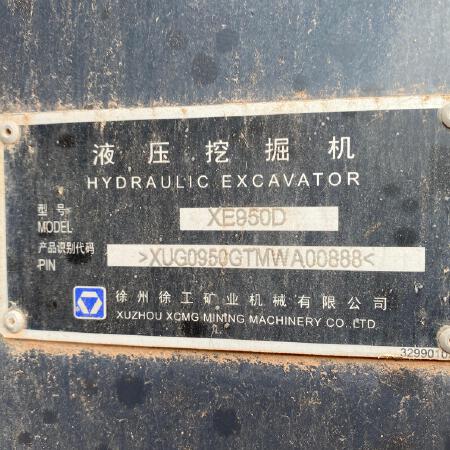 液压挖掘机
HYDRAULIC EXCAVATOR
型号 XE950D
MODEL
产品识别代码 >XUG0950GTMWA00888<
PIN
徐州徐工矿业机械有限公司
XUZHOU XCMG MINING MACHINERY CO.,LTD.
3299010